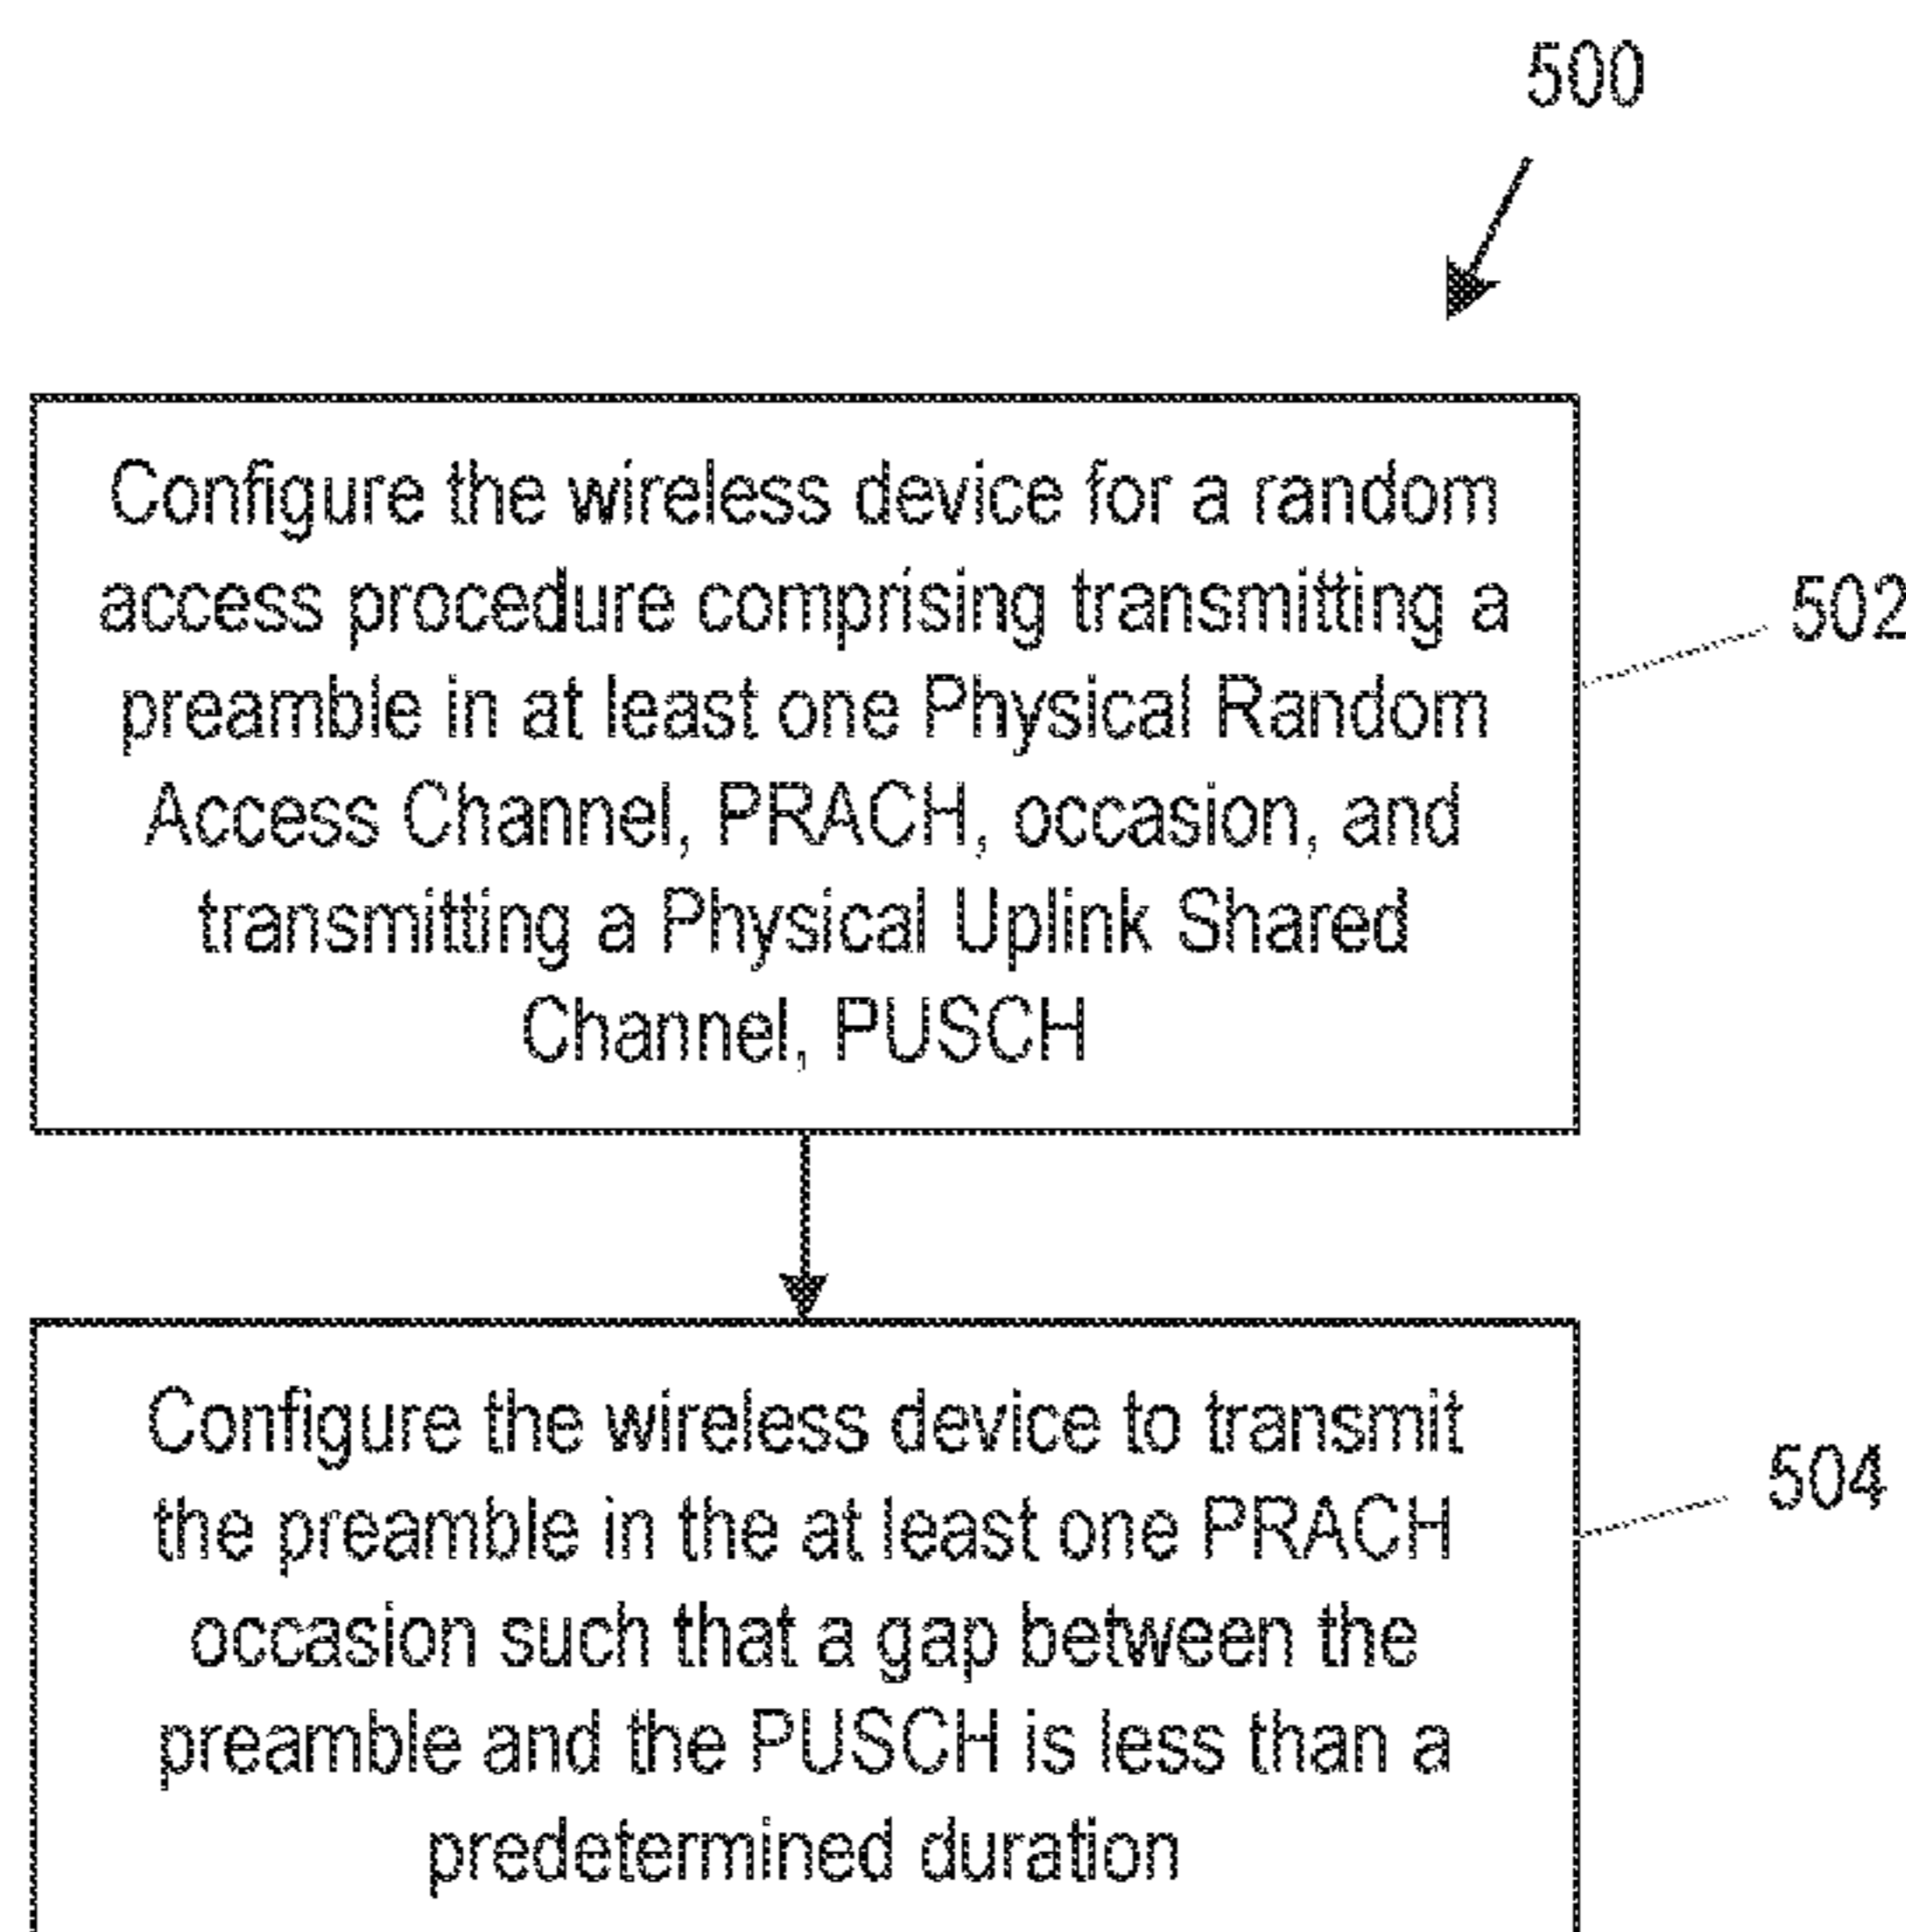 500
Configure the wireless device for a random
access procedure comprising transmitting a
preamble in at least one Physical Random
Access Channel, PRACH, occasion, and
transmitting a Physical Uplink Shared
Channel, PUSCH
502
Configure the wireless device to transmit
the preamble in the at least one PRACH
occasion such that a gap between the
preamble and the PUSCH is less than a
predetermined duration
504